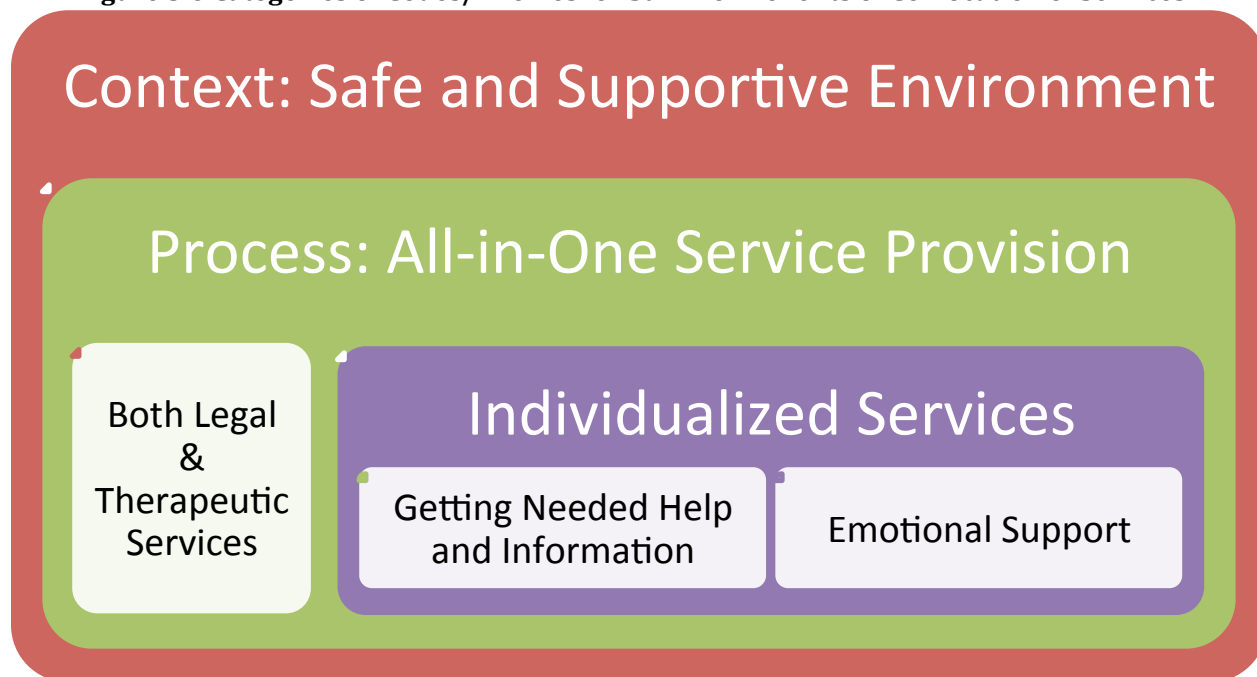 Context: Safe and Supportive Environment
Process: All-in-One Service Provision
Both Legal
&
Therapeutic
Services
Individualized Services
Getting Needed Help
and Information
Emotional Support